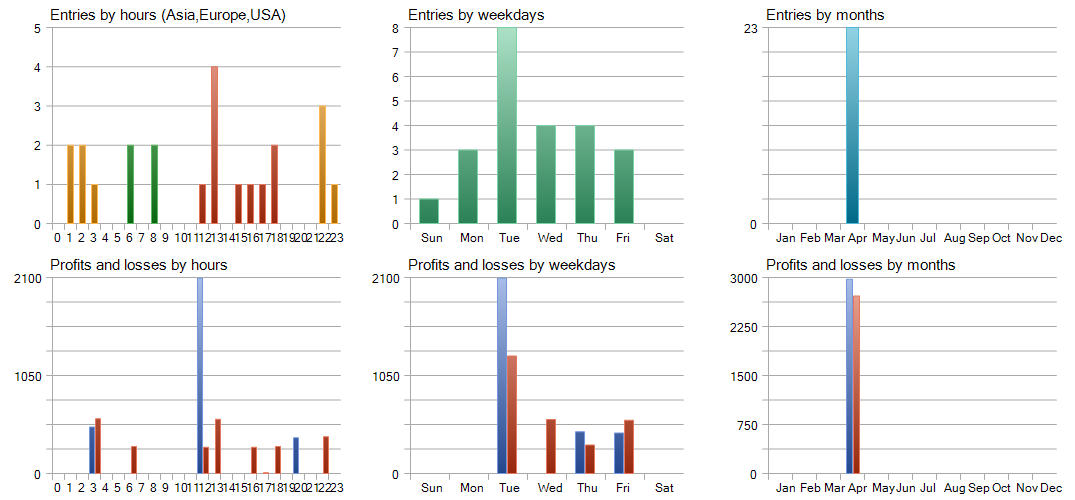 Entries by hours (Asia,Europe,USA)
5
4
3
2
1
0
0 1 2 3 4 5 6 7 8 9 10 11 12 13 14 15 16 17 18 19 20 21 22 23
Entries by weekdays
8
7
6
5
4
3
2
1
0
Sun Mon Tue Wed Thu Fri Sat
Entries by months
23
0
Jan Feb Mar Apr May Jun Jul Aug Sep Oct Nov Dec
Profits and losses by hours
2100
1050
0
0 1 2 3 4 5 6 7 8 9 10 11 12 13 14 15 16 17 18 19 20 21 22 23
Profits and losses by weekdays
2100
1050
0
Sun Mon Tue Wed Thu Fri Sat
Profits and losses by months
3000
2250
1500
750
0
Jan Feb Mar Apr May Jun Jul Aug Sep Oct Nov Dec